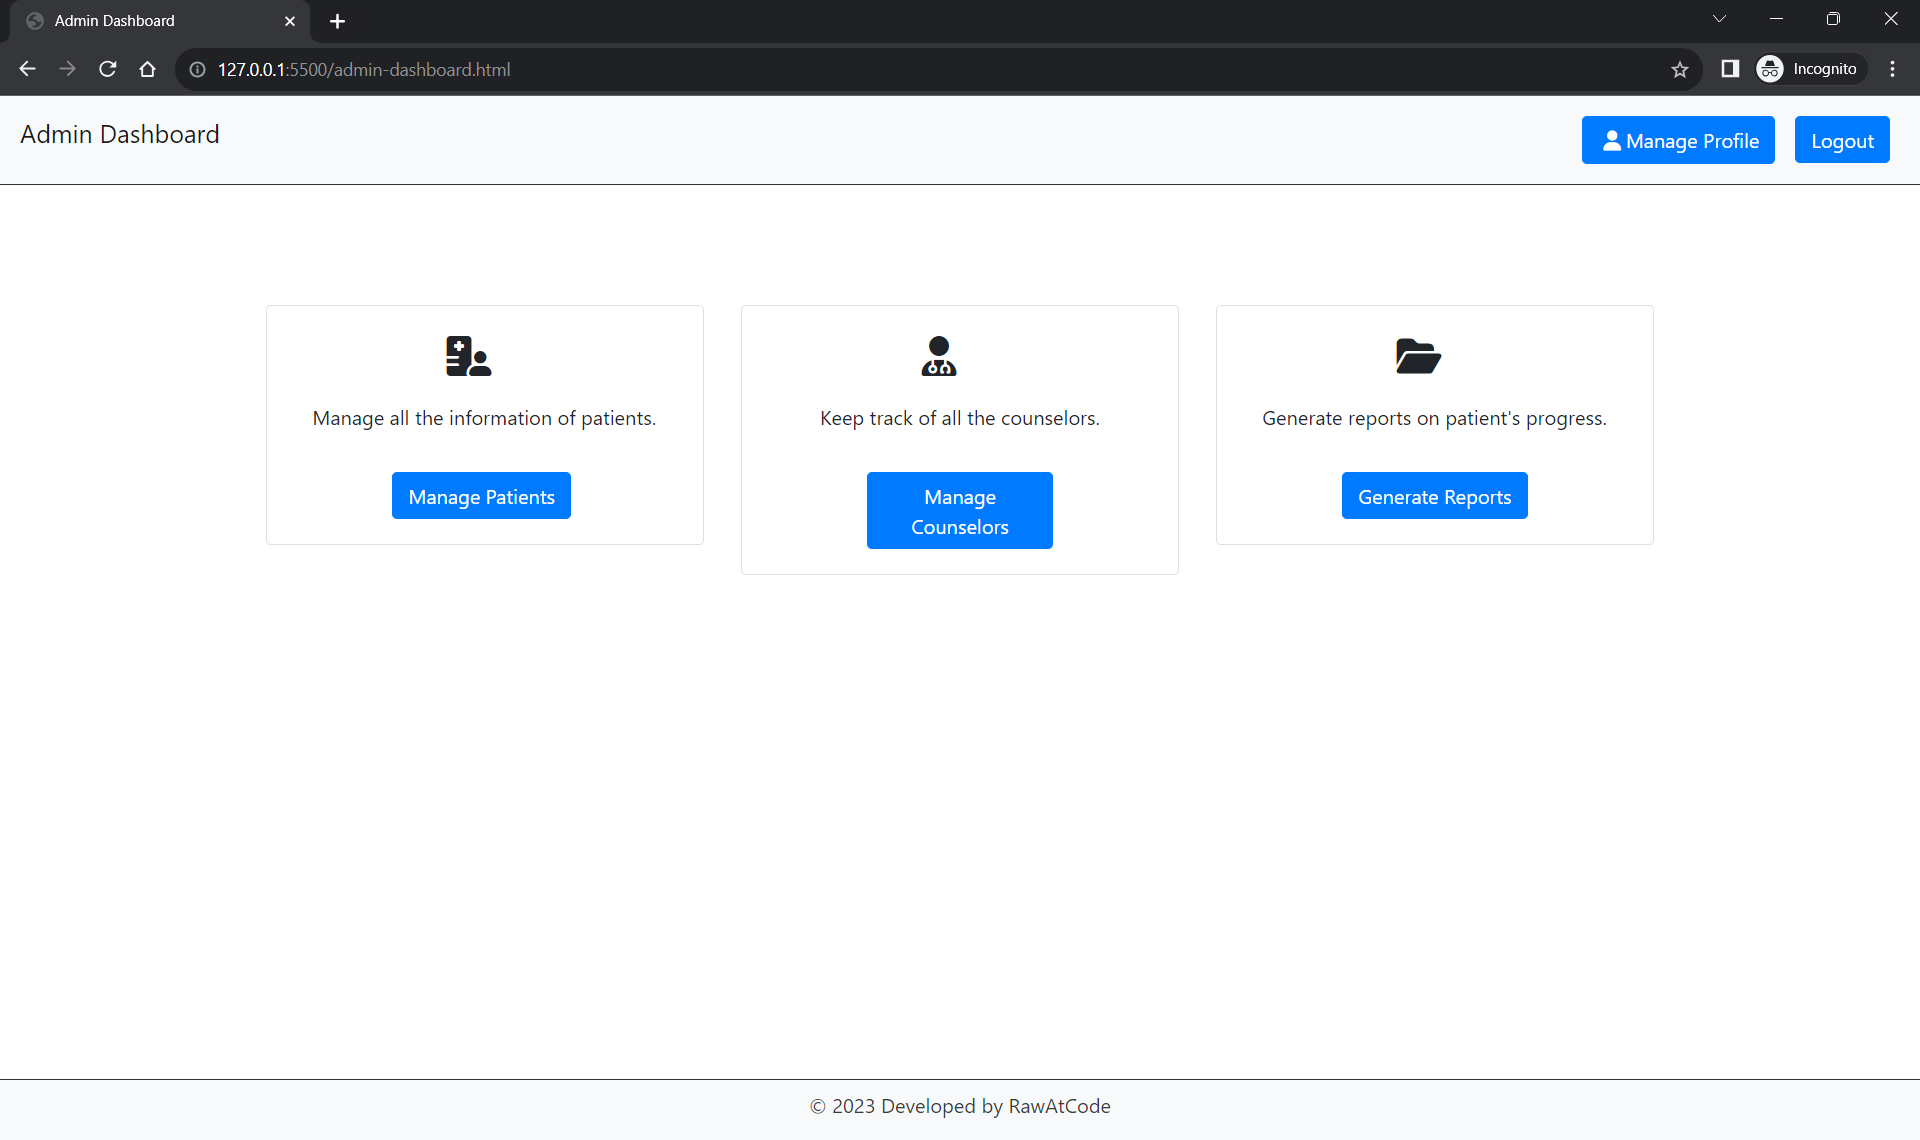 Admin Dashboard
127.0.0.1:5500/admin-dashboard.html
Incognito
Admin Dashboard
Manage Profile
Logout
Manage all the information of patients.
Manage Patients
Keep track of all the counselors.
Manage
Counselors
Generate reports on patient's progress.
Generate Reports
© 2023 Developed by RawAtCode